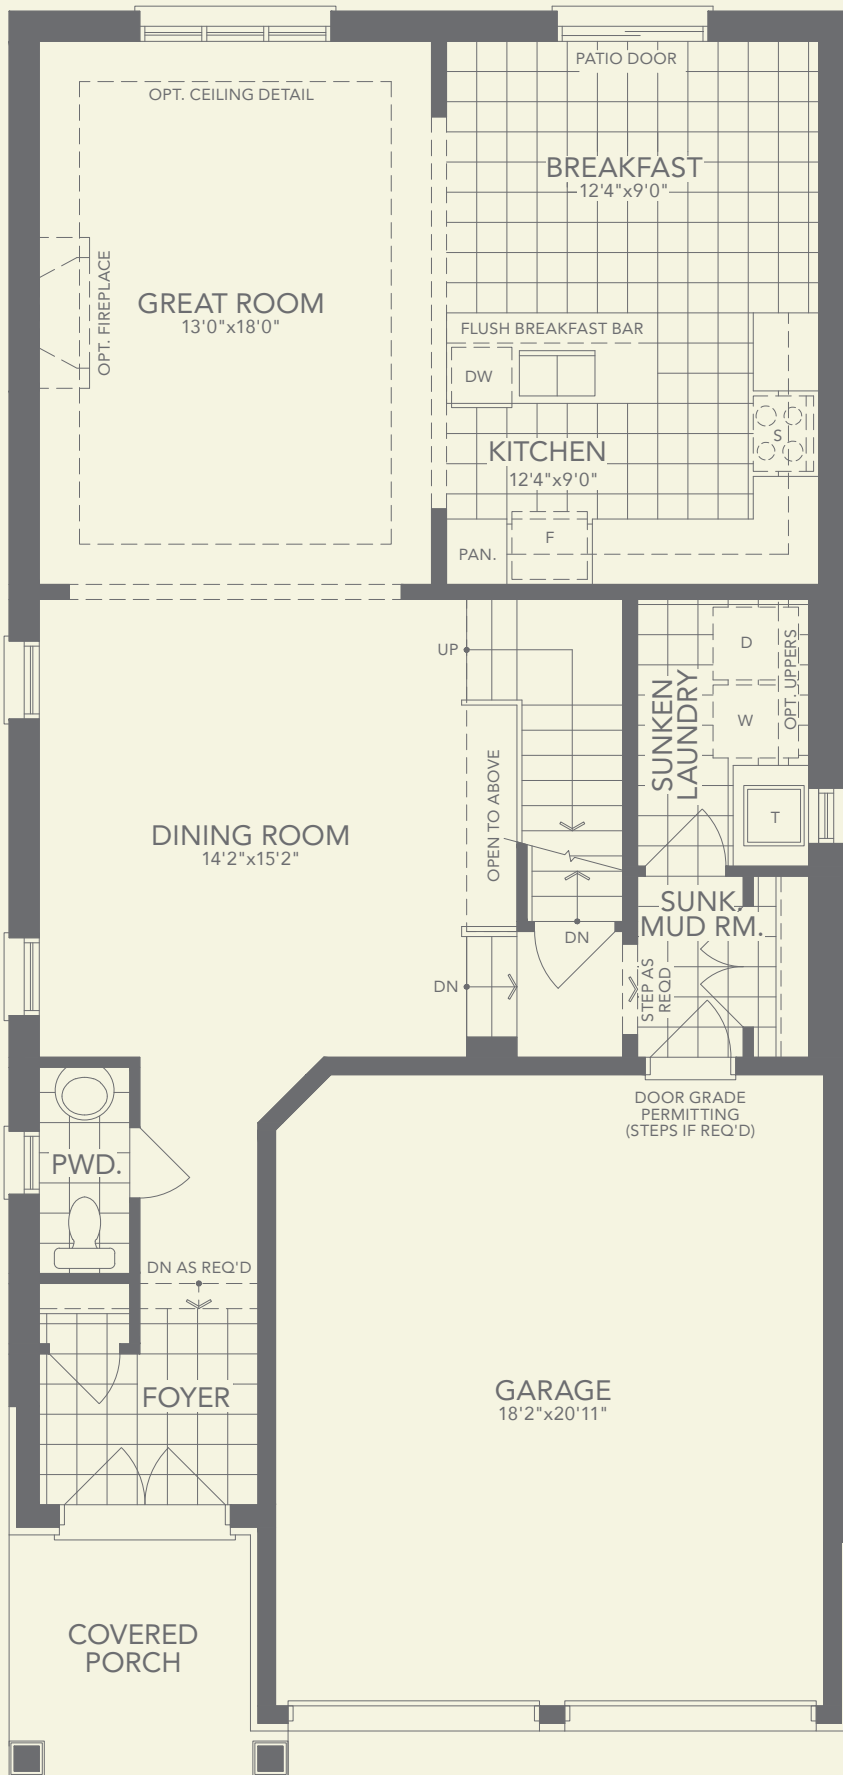 PATIO DOOR
OPT. CEILING DETAIL
BREAKFAST
12'4"x9'0"
OPT. FIREPLACE
GREAT ROOM
13'0"x18'0"
FLUSH BREAKFAST BAR
DW
S
KITCHEN
12'4"x9'0"
F
PAN.
UP
D
W
OPT. UPPERS
SUNKEN
LAUNDRY
T
OPEN TO ABOVE
DINING ROOM
14'2"x15'2"
SUNK.
MUD RM.
DN
DN
STEP AS
REQD
DOOR GRADE
PERMITTING
(STEPS IF REQ'D)
PWD.
DN AS REQ'D
FOYER
GARAGE
18'2"x20'11"
COVERED
PORCH